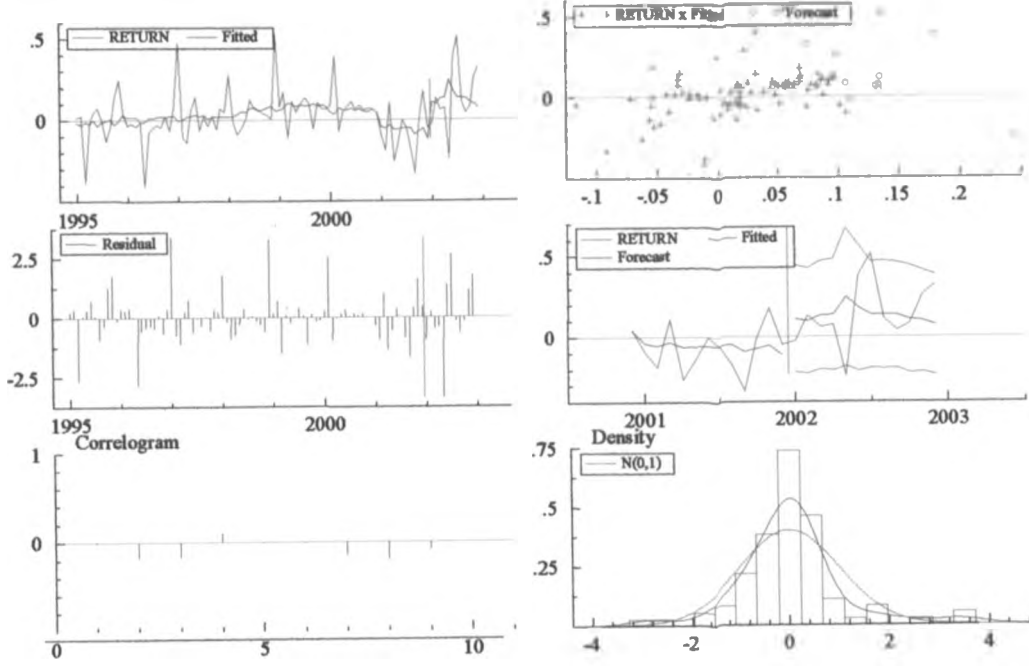 RETURN Fitted
.5
0
1995 2000
RETURN x Fitted Forecast
.5
0
-.1 -.05 0 .05 .1 .15 .2
Residual
2.5
0
-2.5
1995 2000
RETURN Fitted
Forecast
.5
0
2001 2002 2003
Correlogram
1
0
0 5 10
Density
N(0,1)
.75
.5
.25
-4 -2 0 2 4